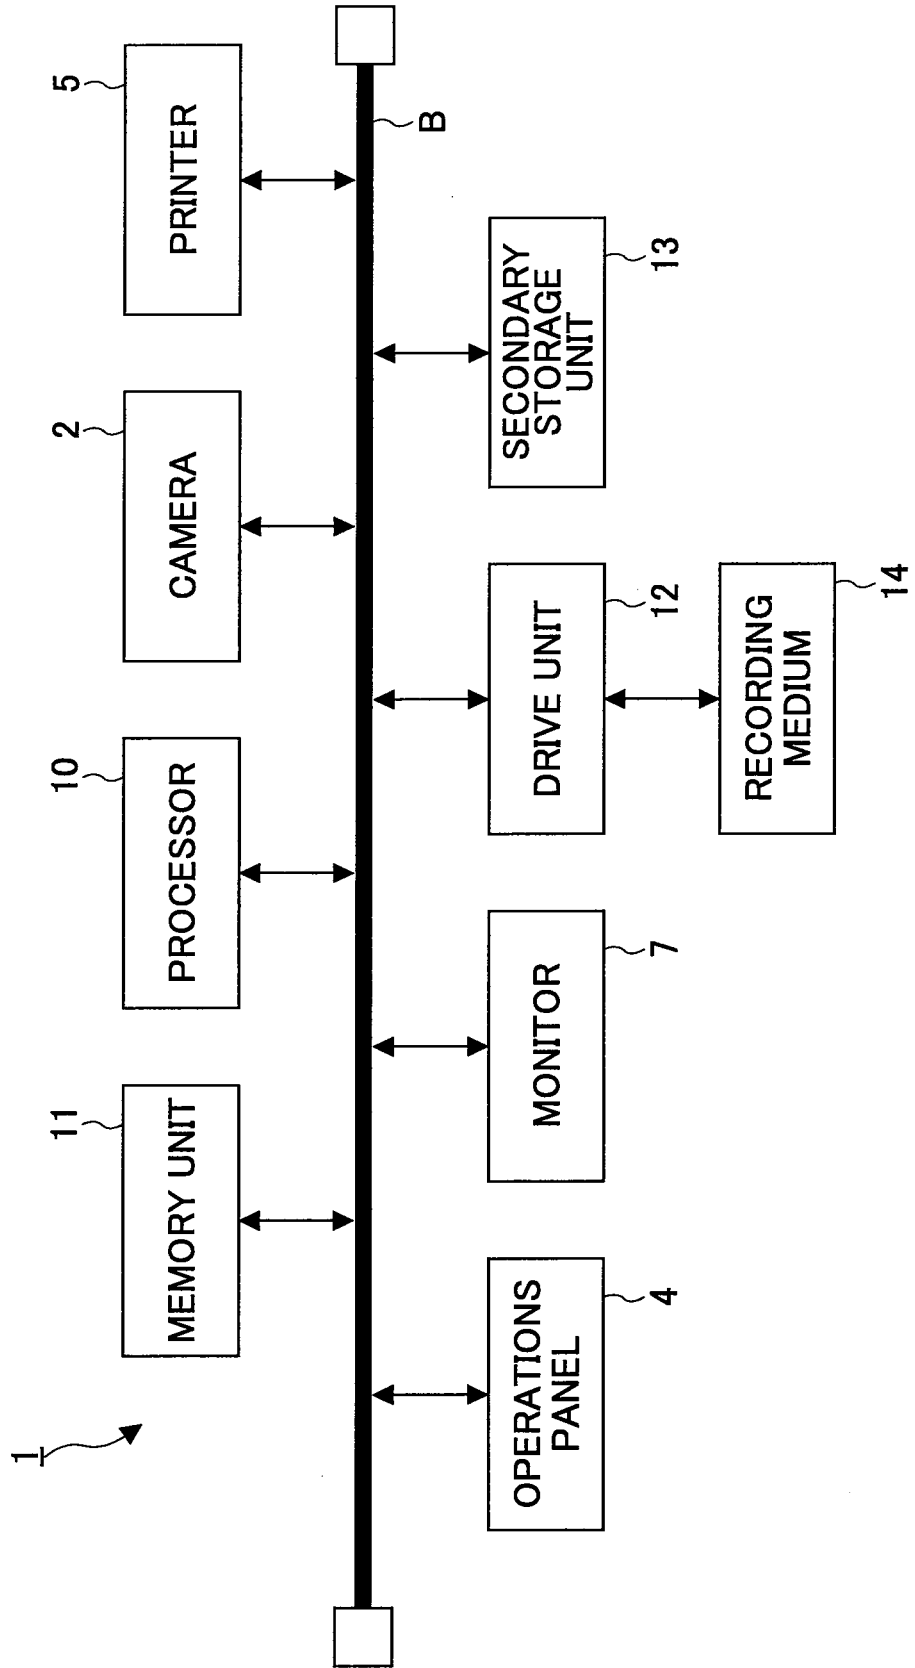 1
11
MEMORY UNIT
10
PROCESSOR
2
CAMERA
5
PRINTER
B
OPERATIONS
PANEL
4
MONITOR
7
DRIVE UNIT
12
SECONDARY
STORAGE
UNIT
13
RECORDING
MEDIUM
14